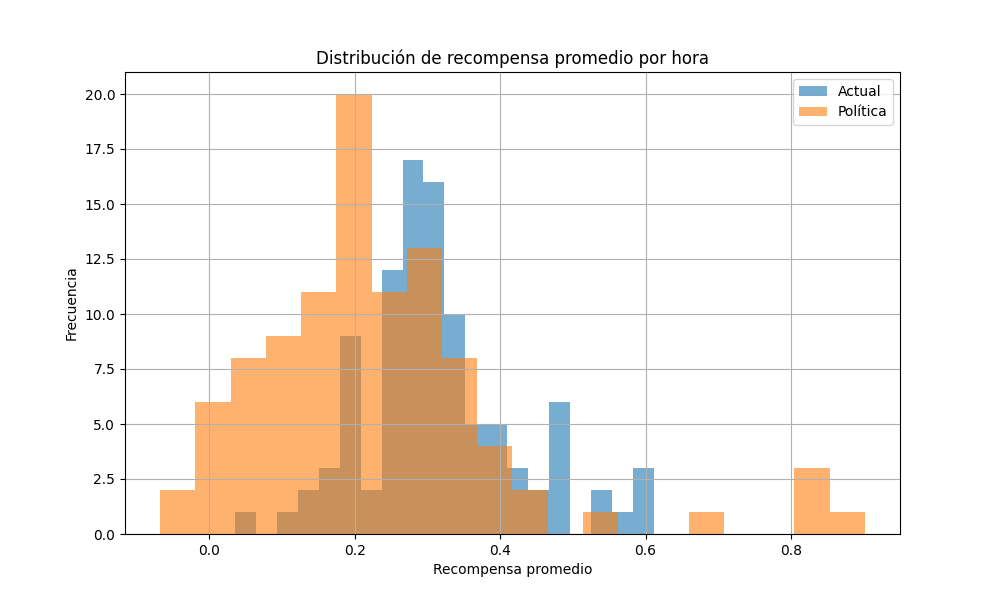 Distribución de recompensa promedio por hora
Actual
Política
Frecuencia
20.0
17.5
15.0
12.5
10.0
7.5
5.0
2.5
0.0
0.0 0.2 0.4 0.6 0.8
Recompensa promedio